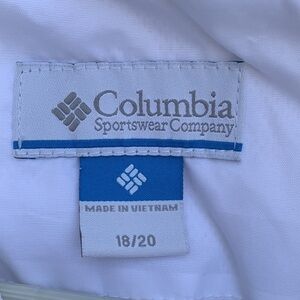 Columbia
Sportswear Company
MADE IN VIETNAM
18/20